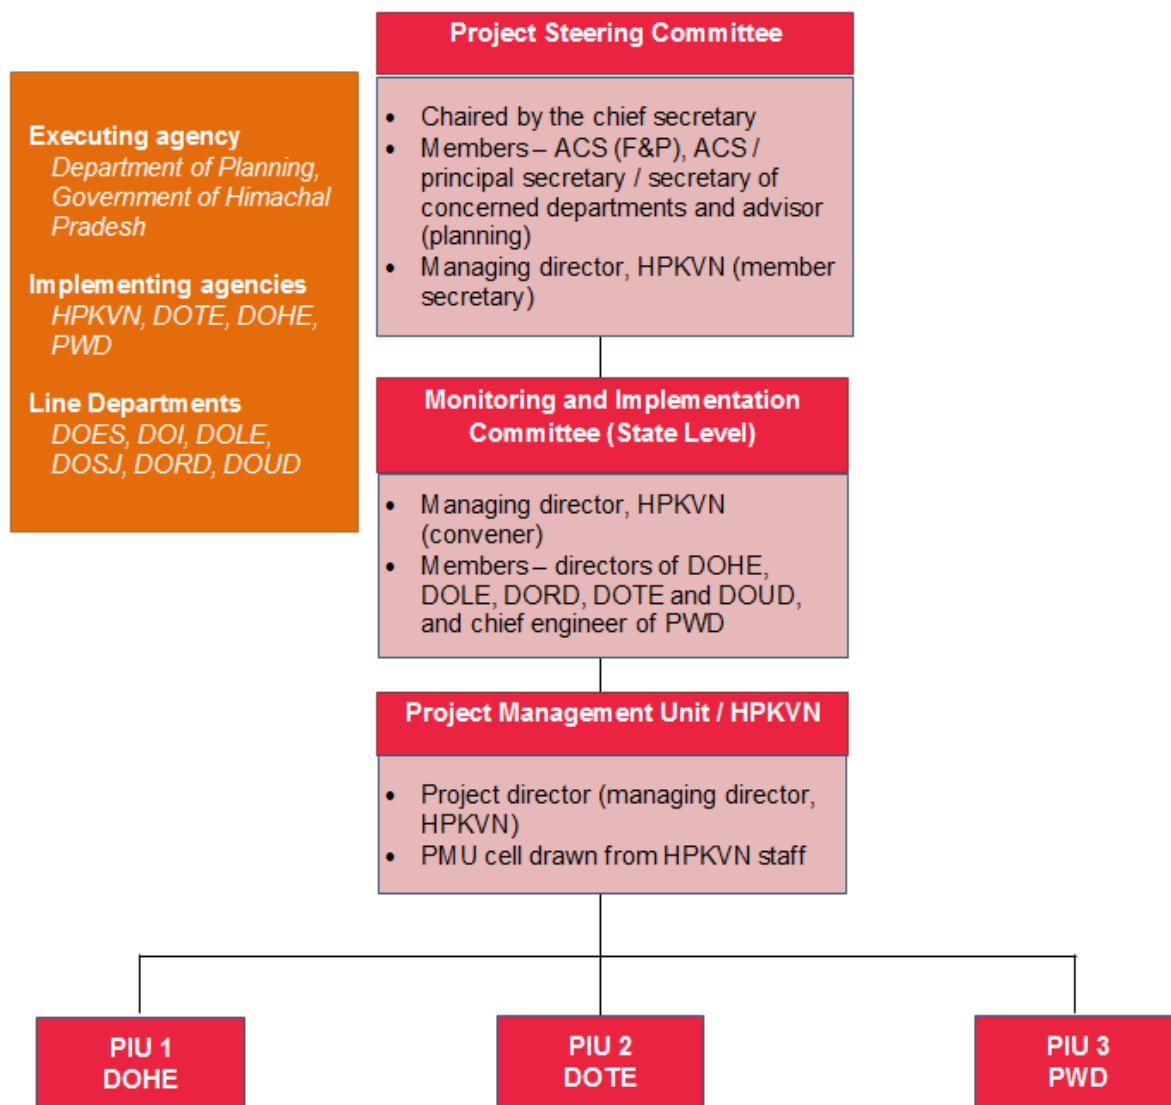 Project Steering Committee
• Chaired by the chief secretary
• Members – ACS (F&P), ACS /
principal secretary / secretary of
concerned departments and advisor
(planning)
• Managing director, HPKVN (member
secretary)
Executing agency
Department of Planning,
Government of Himachal
Pradesh
Implementing agencies
HPKVN, DOTE, DOHE,
PWD
Line Departments
DOES, DOI, DOLE,
DOSJ, DORD, DOUD
Monitoring and Implementation
Committee (State Level)
• Managing director, HPKVN
(convener)
• Members – directors of DOHE,
DOLE, DORD, DOTE and DOUD,
and chief engineer of PWD
Project Management Unit / HPKVN
• Project director (managing director,
HPKVN)
• PMU cell drawn from HPKVN staff
PIU 1
DOHE
PIU 2
DOTE
PIU 3
PWD